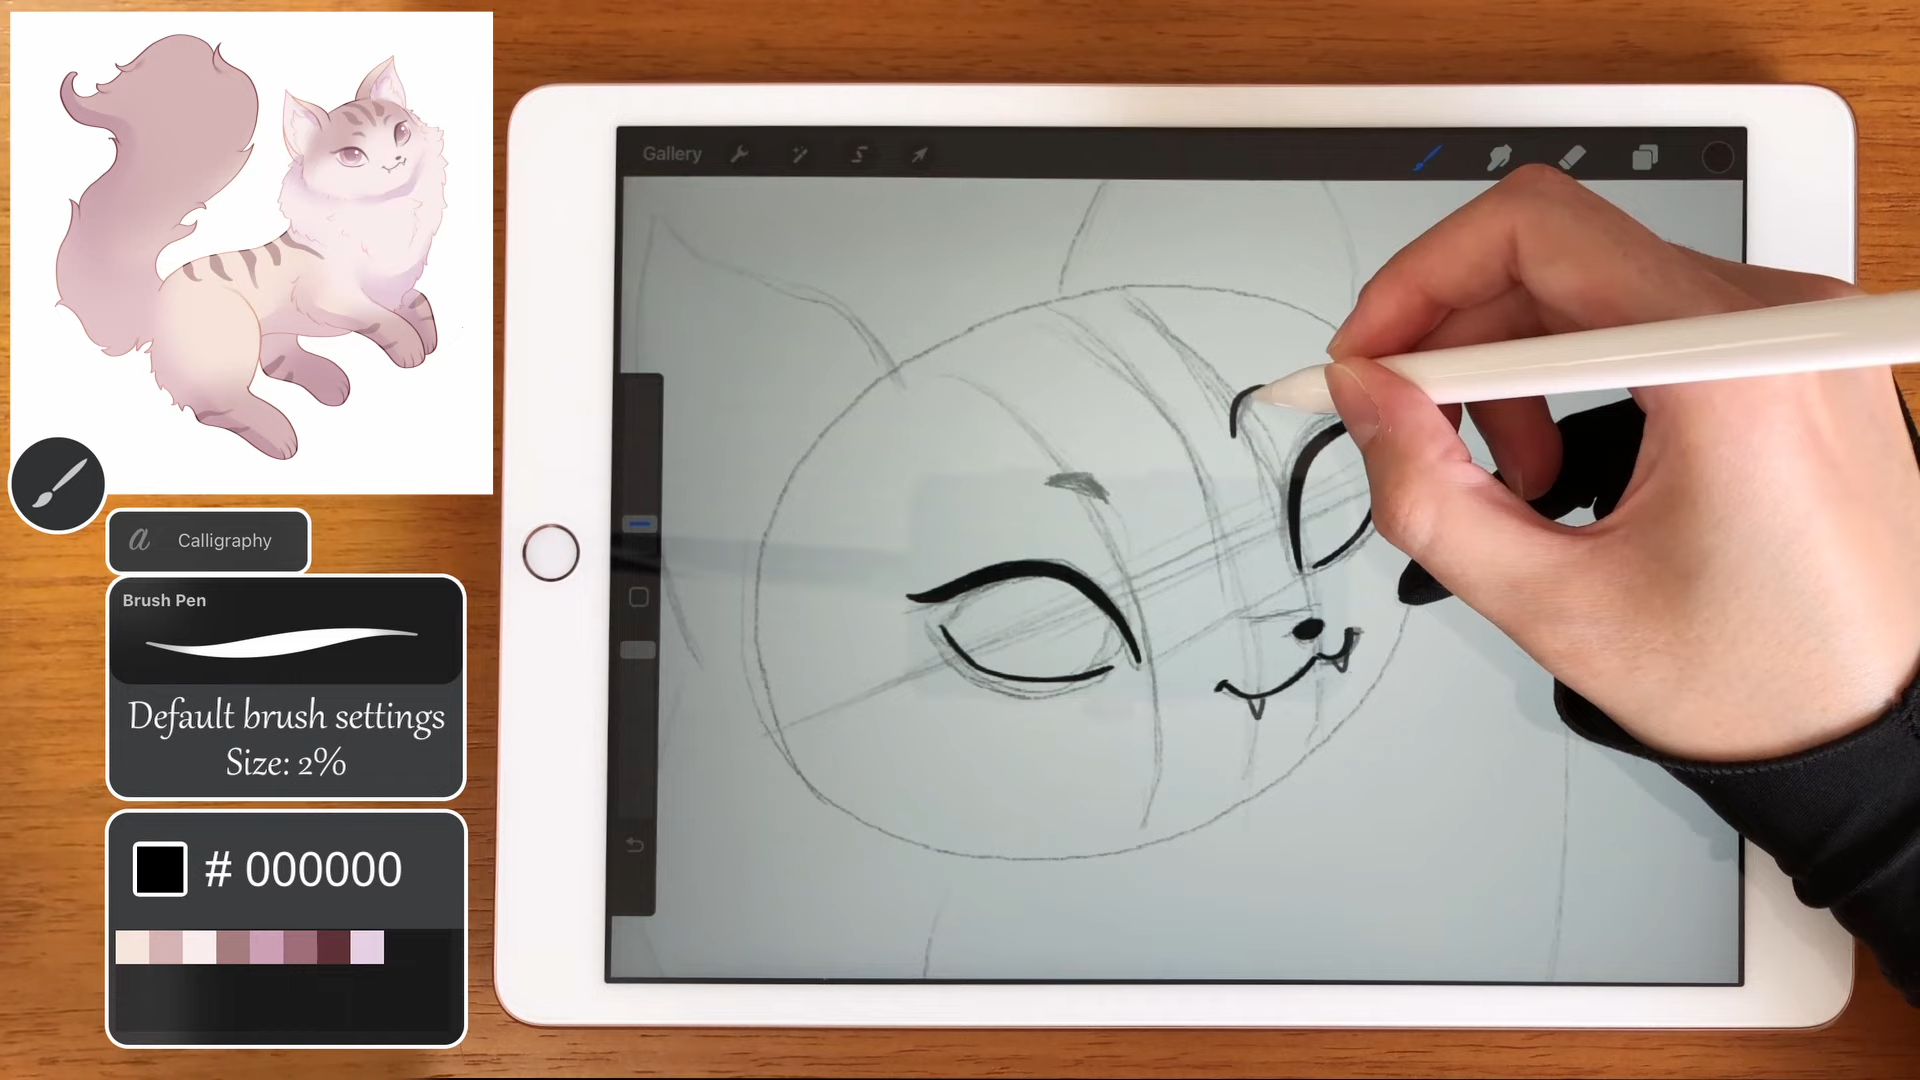 Gallery
a Calligraphy
Brush Pen
Default brush settings
Size: 2%
# 000000